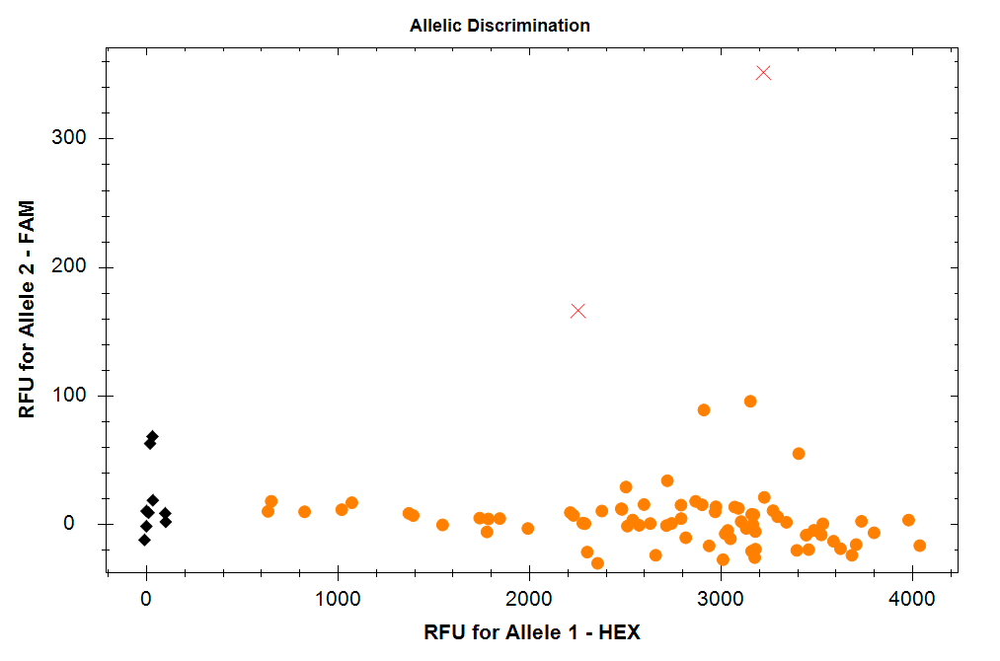 Allelic Discrimination
300
200
100
0
RFU for Allele 2 - FAM
0 1000 2000 3000 4000
RFU for Allele 1 - HEX